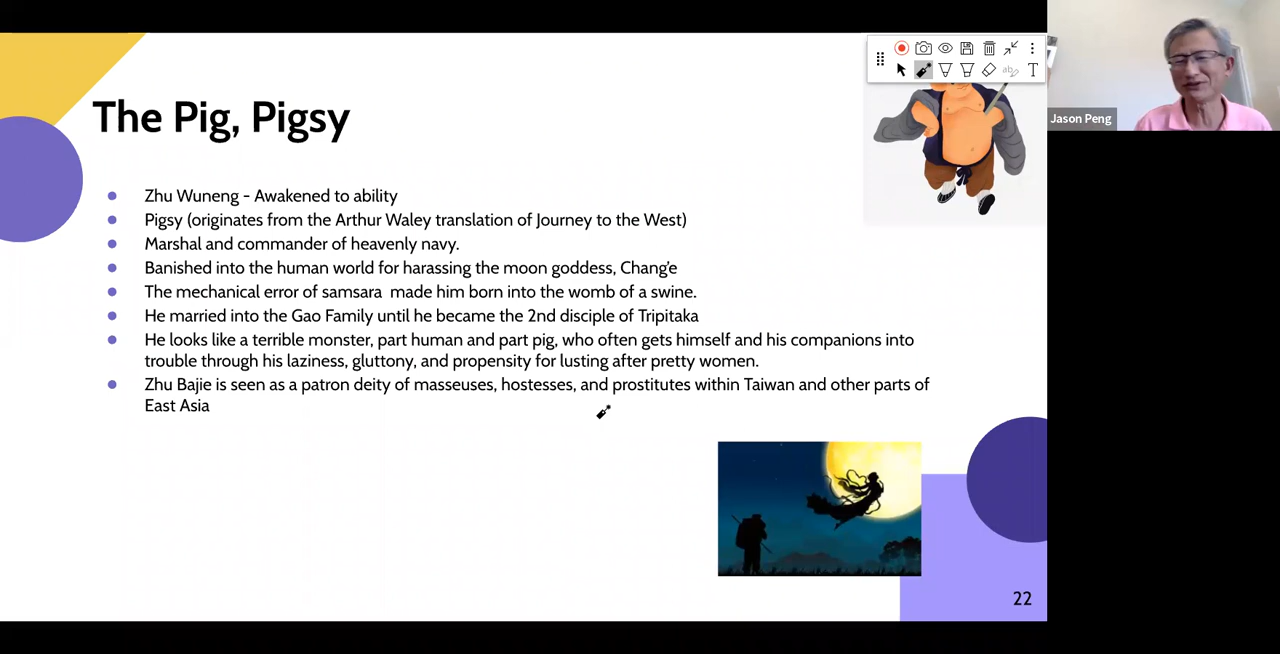 The Pig, Pigsy
Jason Peng
Zhu Wuneng - Awakened to ability
Pigsy (originates from the Arthur Waley translation of Journey to the West)
Marshal and commander of heavenly navy.
Banished into the human world for harassing the moon goddess, Chang'e
The mechanical error of samsara made him born into the womb of a swine.
He married into the Gao Family until he became the 2nd disciple of Tripitaka
He looks like a terrible monster, part human and part pig, who often gets himself and his companions into
trouble through his laziness, gluttony, and propensity for lusting after pretty women.
Zhu Bajie is seen as a patron deity of masseuses, hostesses, and prostitutes within Taiwan and other parts of
East Asia
22